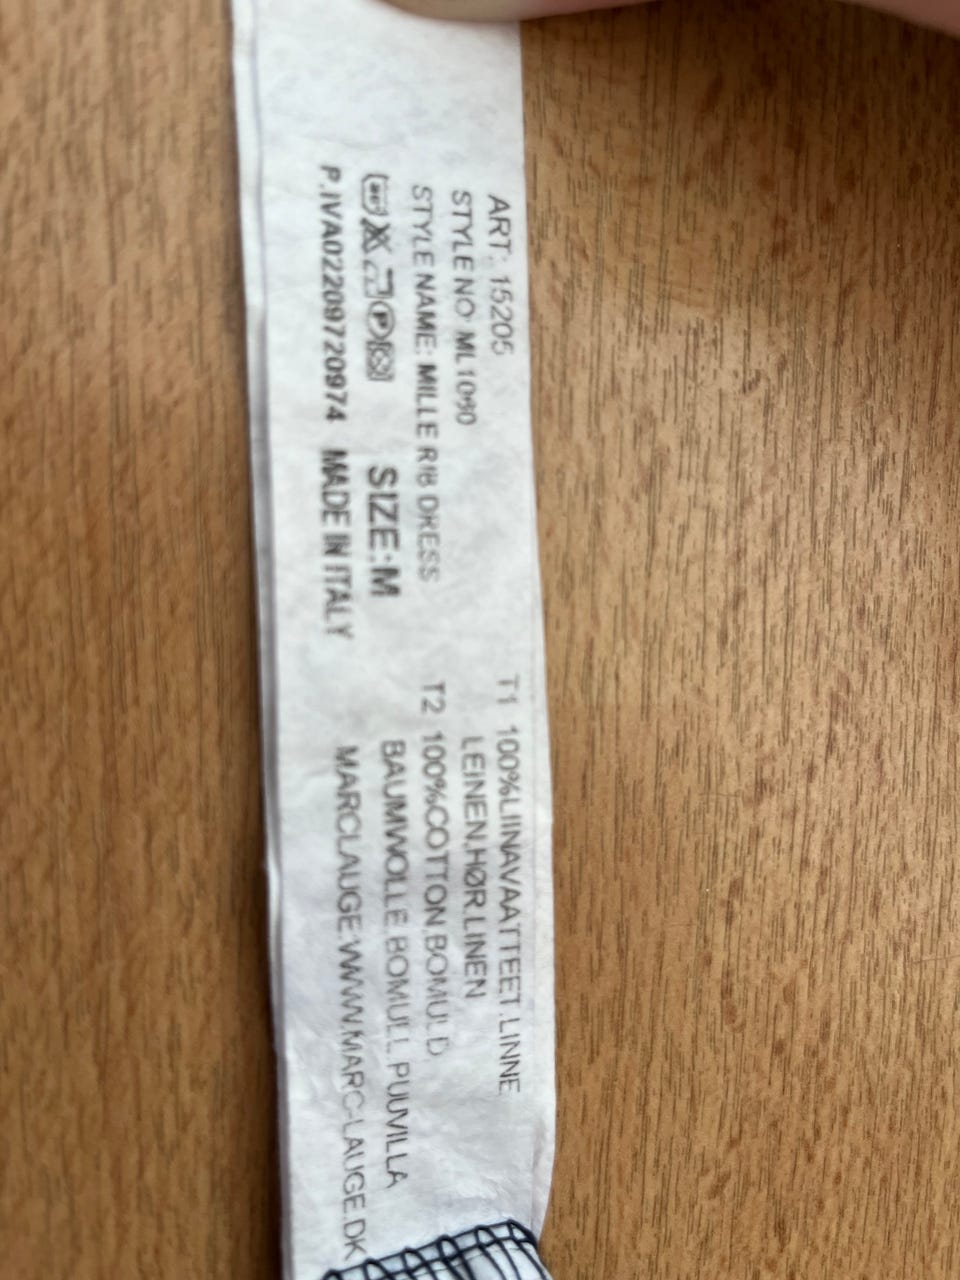 ART: 15205
STYLE NO: ML1080
STYLE NAME: MILLE RIB DRESS
SIZE: M
P.IVA02209720974 MADE IN ITALY
T1 100%LIINAVAATTEET.LINNE
LEINEN.HØR.LINEN
T2 100%COTTON.BOMULD
BAUMWOLLE.BOMULL.PUUVILLA
MARCLAUGE.WWW.MARC-LAUGE.DK